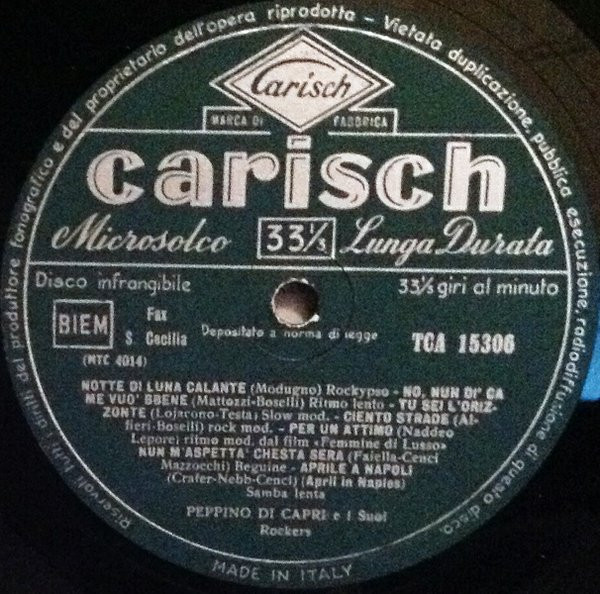 Riservati tutti i diritti del produttore fonografico e del proprietario dell'opera riprodotta - Vietata duplicazione, pubblica esecuzione, radiodiffusione di questo disco.
Carisch
MARCA DI FABBRICA
carisch
Microsolco 33⅓ Lunga Durata
Disco infrangibile 33⅓ giri al minuto
BIEM
Fax
S. Cecilia
Depositato a norma di legge
TCA 15306
(MTC 4014)
NOTTE DI LUNA CALANTE (Modugno) Rockypso - NO, NUN DI' CA
ME VUO' BBENE (Mattozzi-Boselli) Ritmo lento - TU SEI L'ORIZ-
ZONTE (Lojacono-Testa) Slow mod. - CIENTO STRADE (Al-
fieri-Boselli) rock mod. - PER UN ATTIMO (Naddeo
Lepore) ritmo mod. dal film «Femmine di Lusso»
NUN M'ASPETTA' CHESTA SERA (Faiella-Cenci
Mazzocchi) Beguine - APRILE A NAPOLI
(Crafer-Nebb-Cenci) (April in Naples)
Samba lenta
PEPPINO DI CAPRI e i Suoi
Rockers
MADE IN ITALY